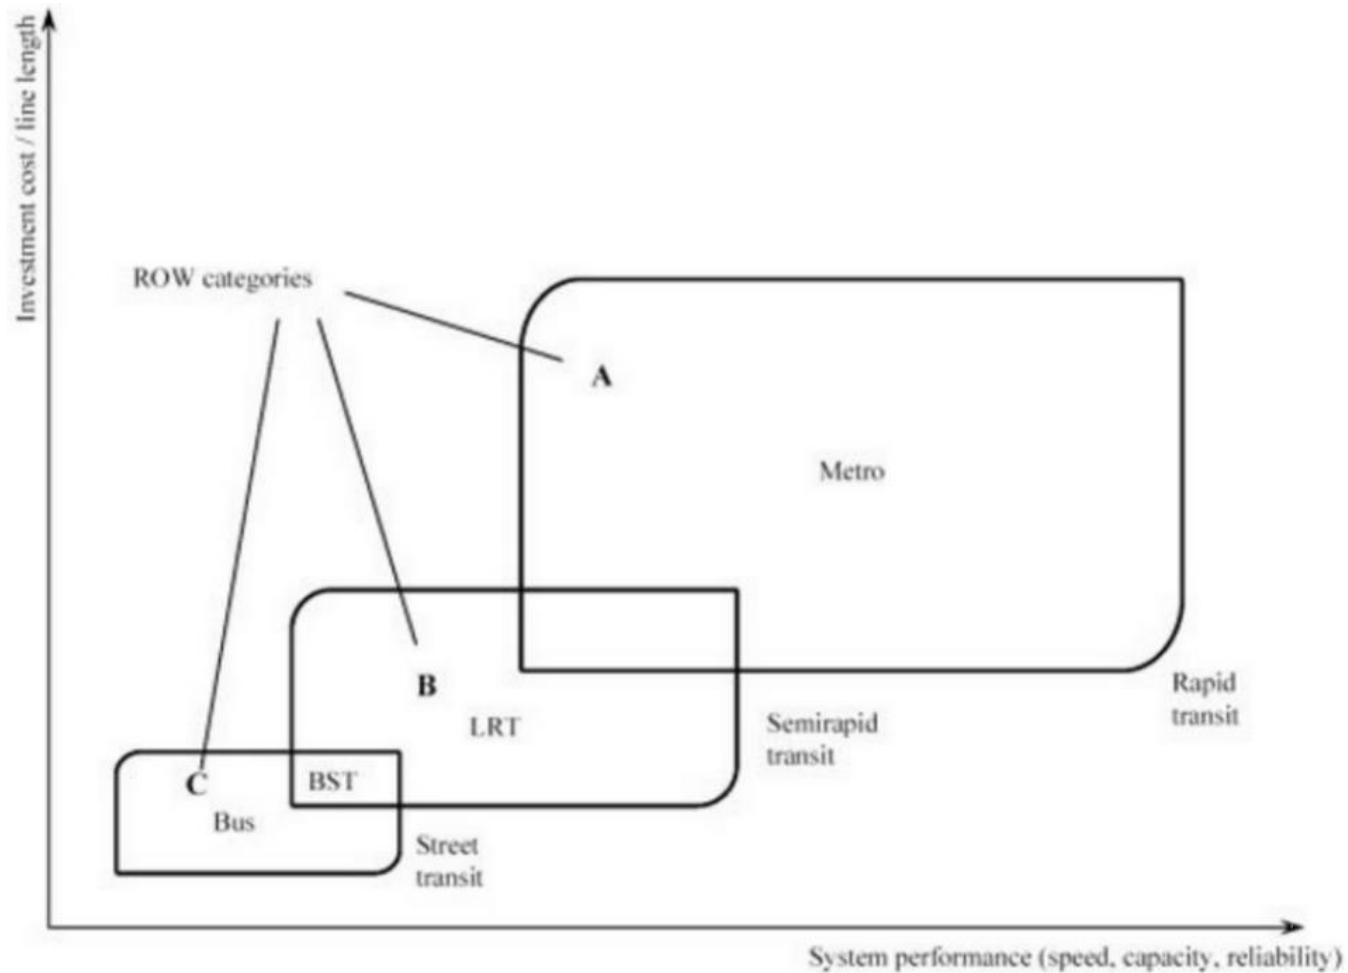 Investment cost / line length
ROW categories
A
Metro
B
LRT
Rapid
transit
Semirapid
transit
C
BST
Bus
Street
transit
System performance (speed, capacity, reliability)